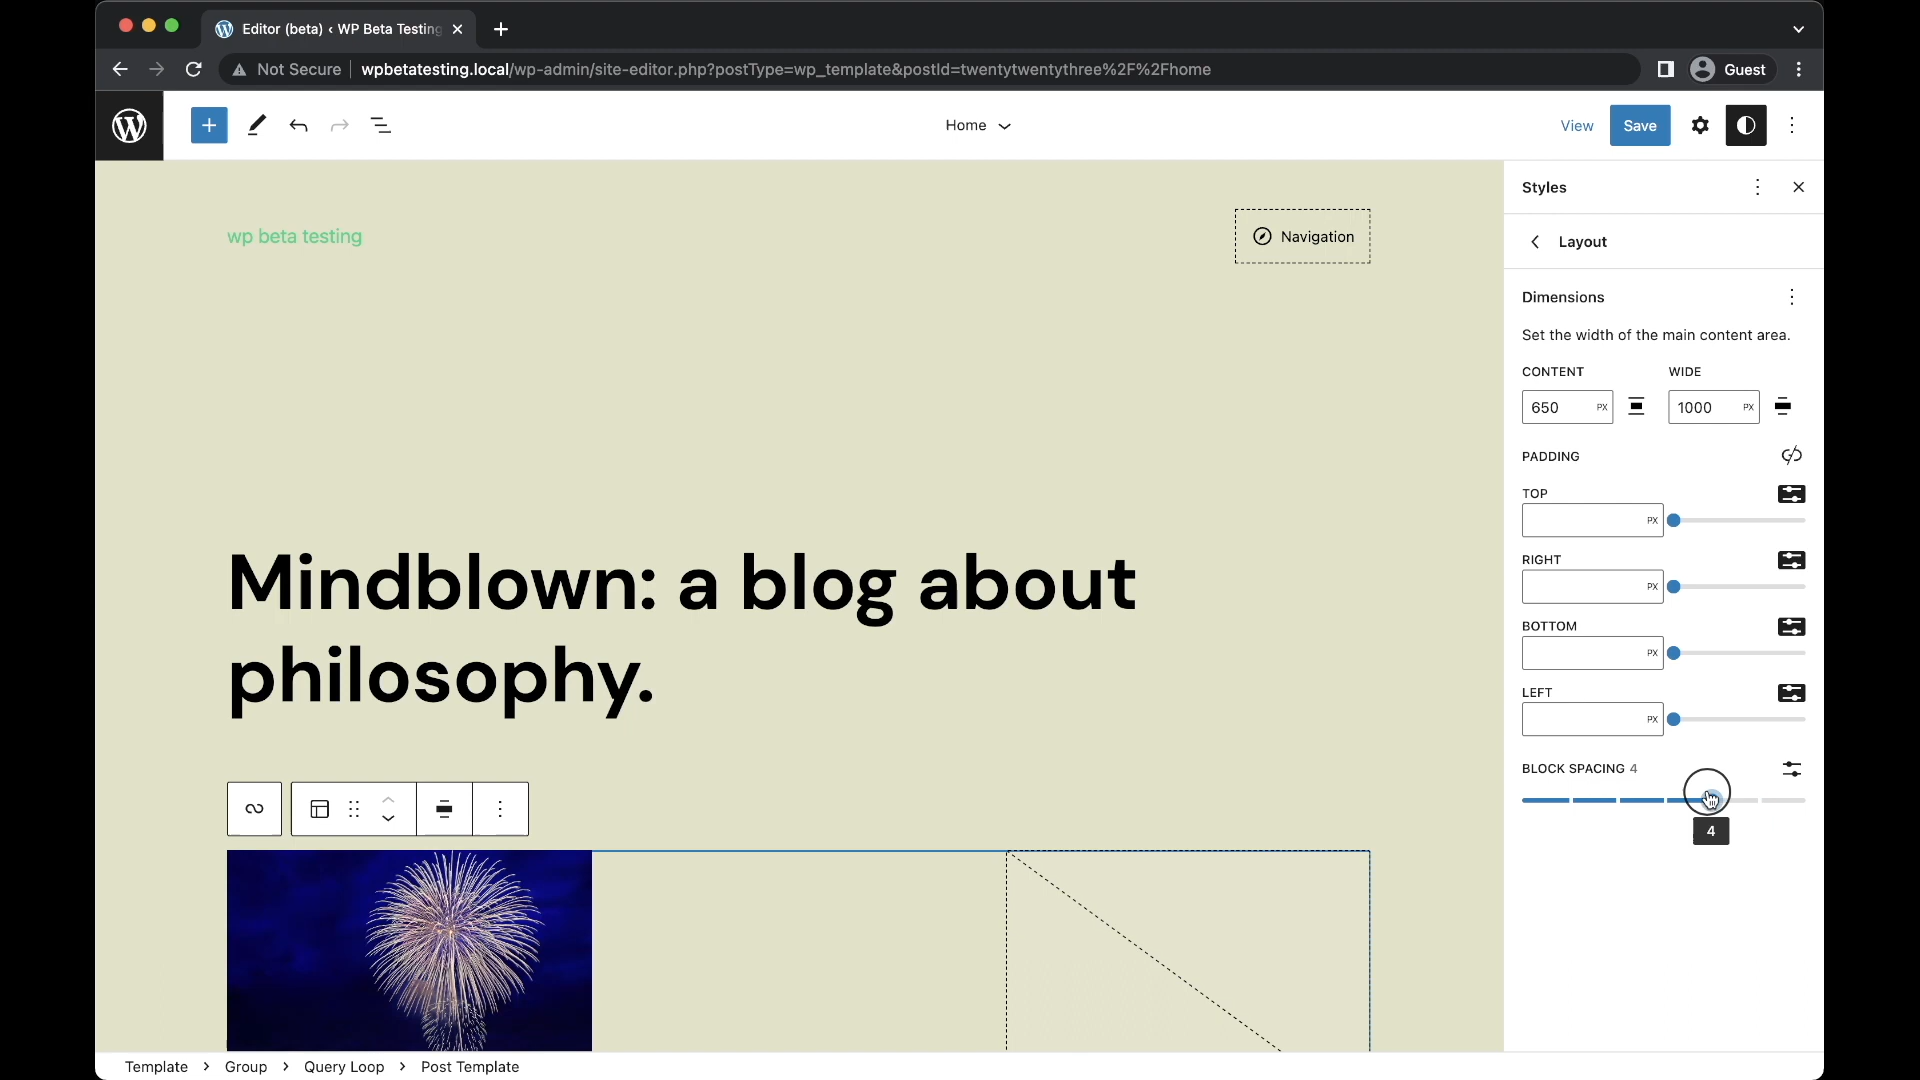 Editor (beta) ‹ WP Beta Testing
Not Secure wpbetatesting.local/wp-admin/site-editor.php?postType=wp_template&postId=twentytwentythree%2F%2Fhome
Guest
Home
View
Save
wp beta testing
Navigation
Mindblown: a blog about
philosophy.
Styles
Layout
Dimensions
Set the width of the main content area.
CONTENT WIDE
650 PX 1000 PX
PADDING
TOP
PX
RIGHT
PX
BOTTOM
PX
LEFT
PX
BLOCK SPACING 4
4
Template › Group › Query Loop › Post Template